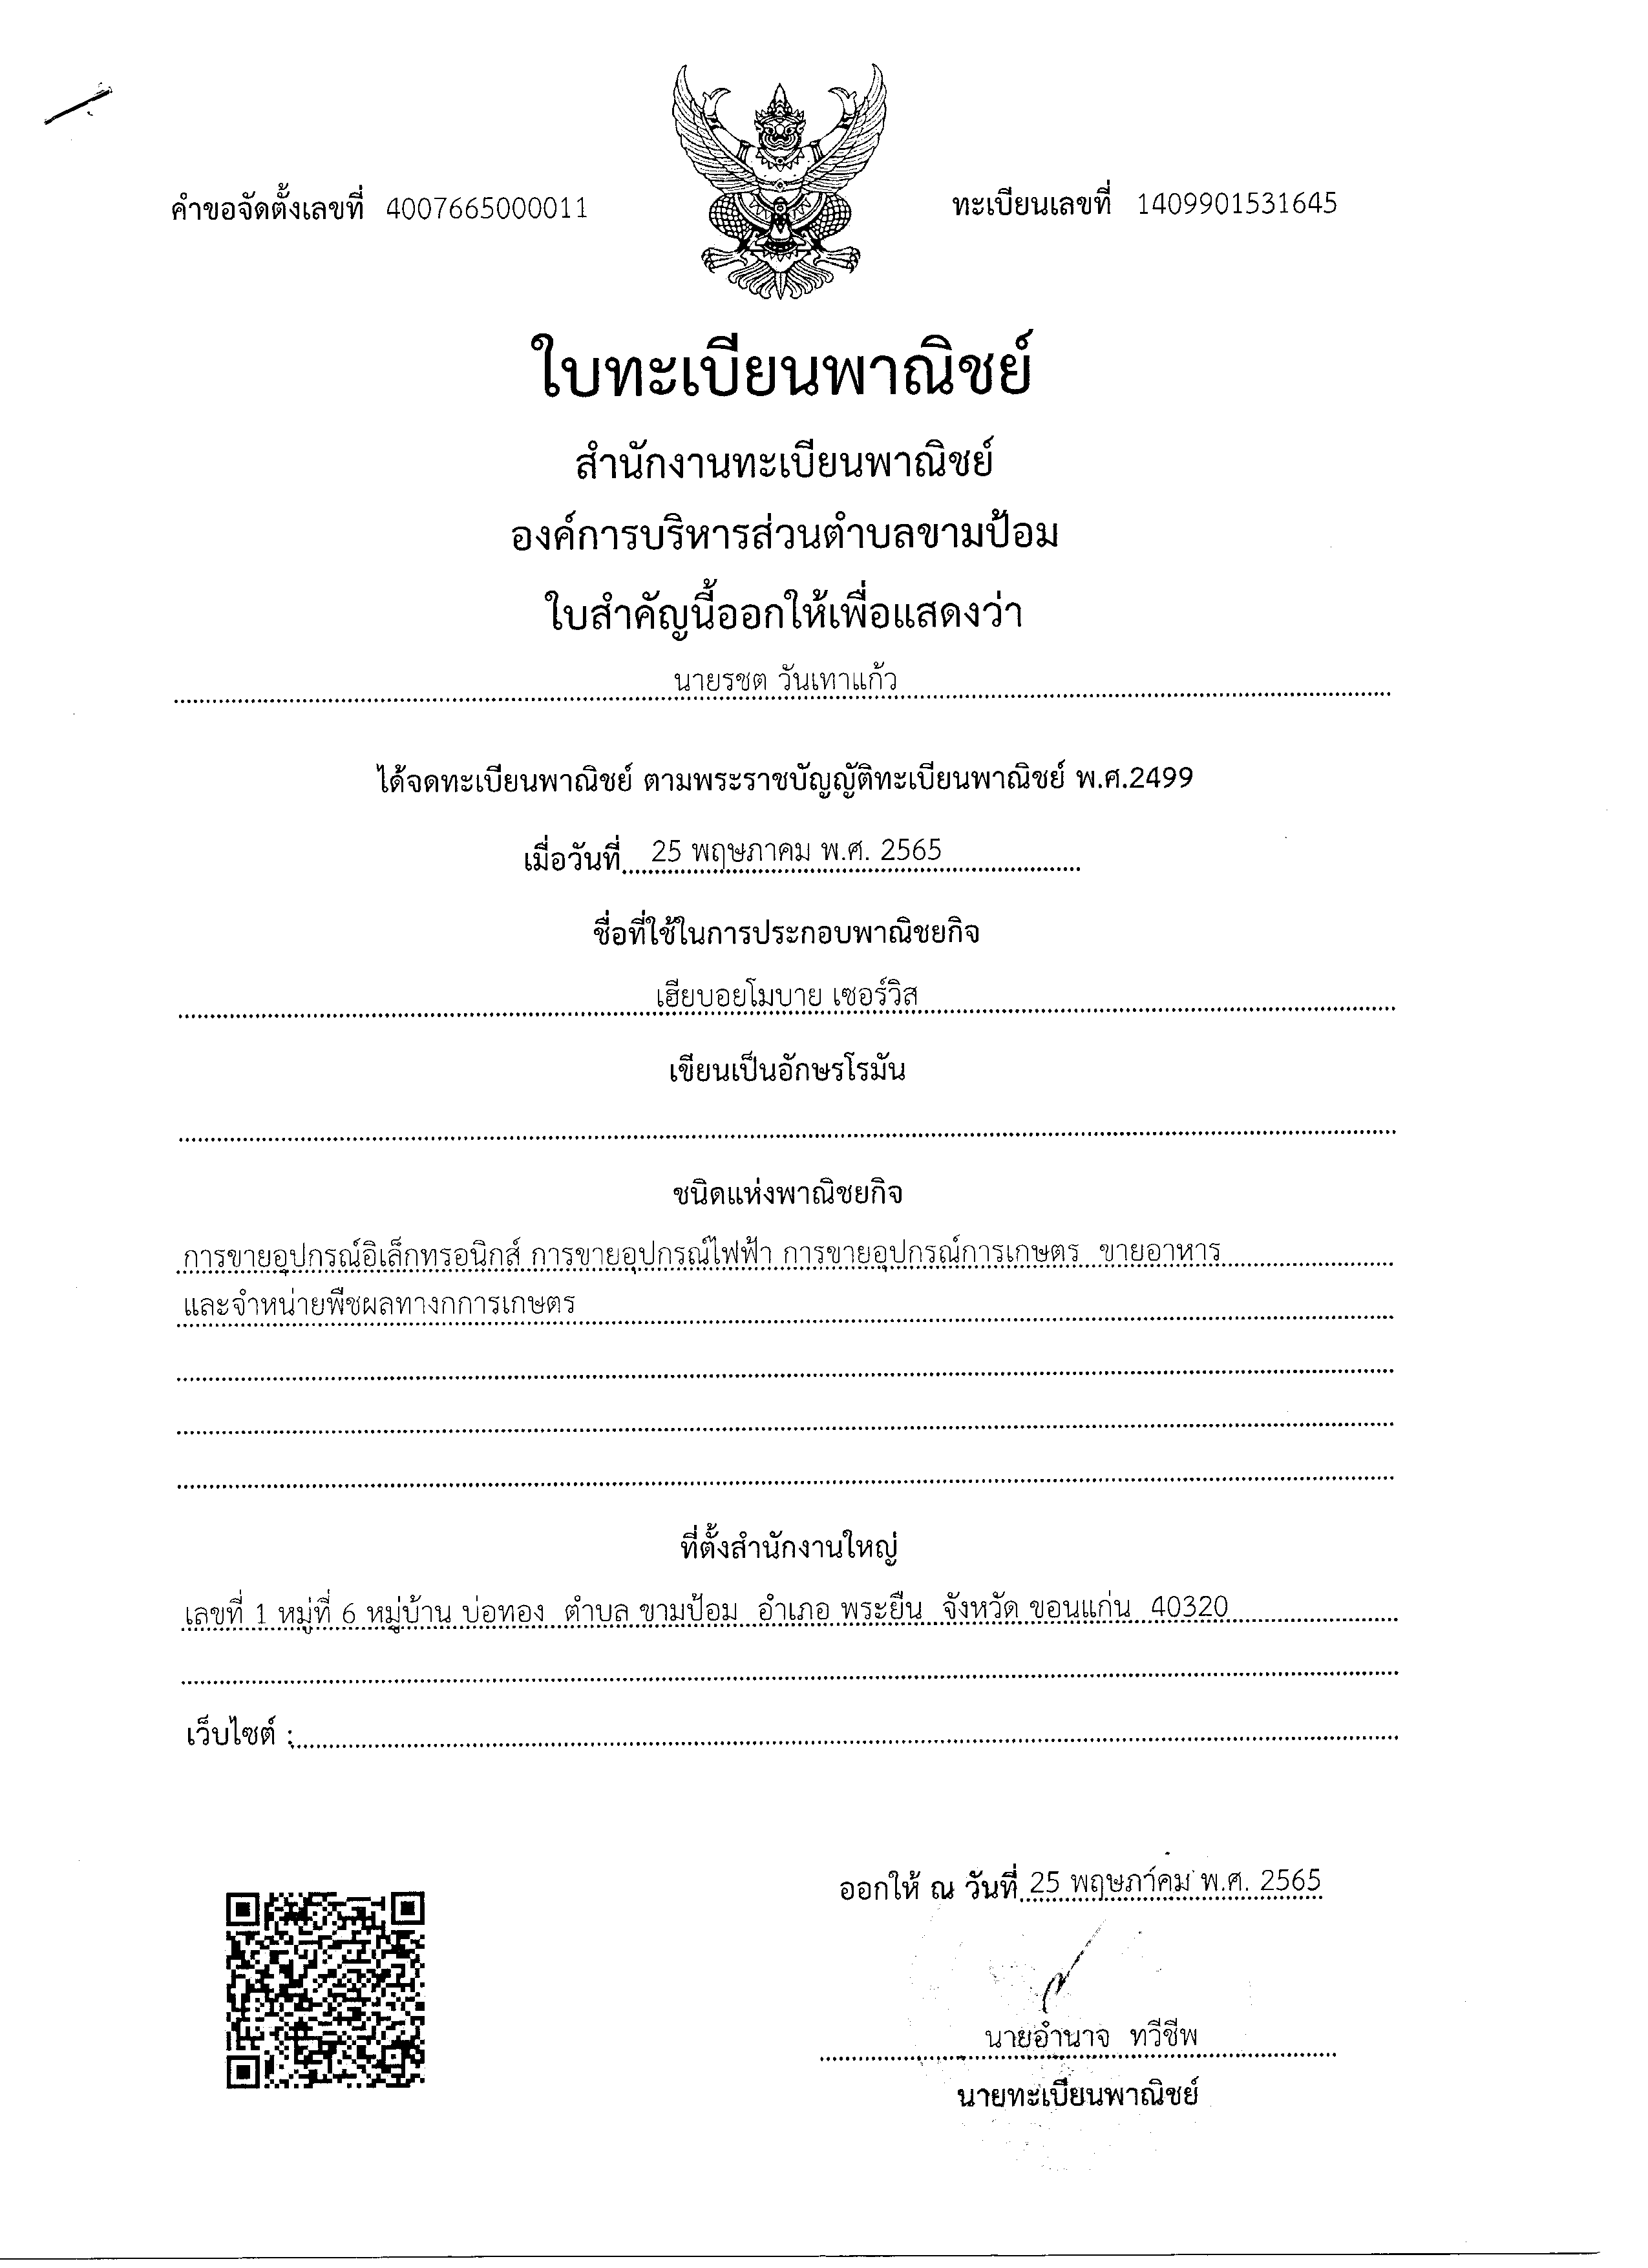 คำขอจัดตั้งเลขที่ 4007665000011
ทะเบียนเลขที่ 1409901531645
ใบทะเบียนพาณิชย์
สำนักงานทะเบียนพาณิชย์
องค์การบริหารส่วนตำบลขามป้อม
ใบสำคัญนี้ออกให้เพื่อแสดงว่า
นายรชต วันเทาแก้ว
ได้จดทะเบียนพาณิชย์ ตามพระราชบัญญัติทะเบียนพาณิชย์ พ.ศ.2499
เมื่อวันที่ 25 พฤษภาคม พ.ศ. 2565
ชื่อที่ใช้ในการประกอบพาณิชยกิจ
เฮียบอยโมบาย เซอร์วิส
เขียนเป็นอักษรโรมัน
ชนิดแห่งพาณิชยกิจ
การขายอุปกรณ์อิเล็กทรอนิกส์ การขายอุปกรณ์ไฟฟ้า การขายอุปกรณ์การเกษตร ขายอาหาร
และจำหน่ายพืชผลทางกการเกษตร
ที่ตั้งสำนักงานใหญ่
เลขที่ 1 หมู่ที่ 6 หมู่บ้าน บ่อทอง ตำบล ขามป้อม อำเภอ พระยืน จังหวัด ขอนแก่น 40320
เว็บไซต์ :
ออกให้ ณ วันที่ 25 พฤษภาคม พ.ศ. 2565
นายอำนาจ ทวีชีพ
นายทะเบียนพาณิชย์